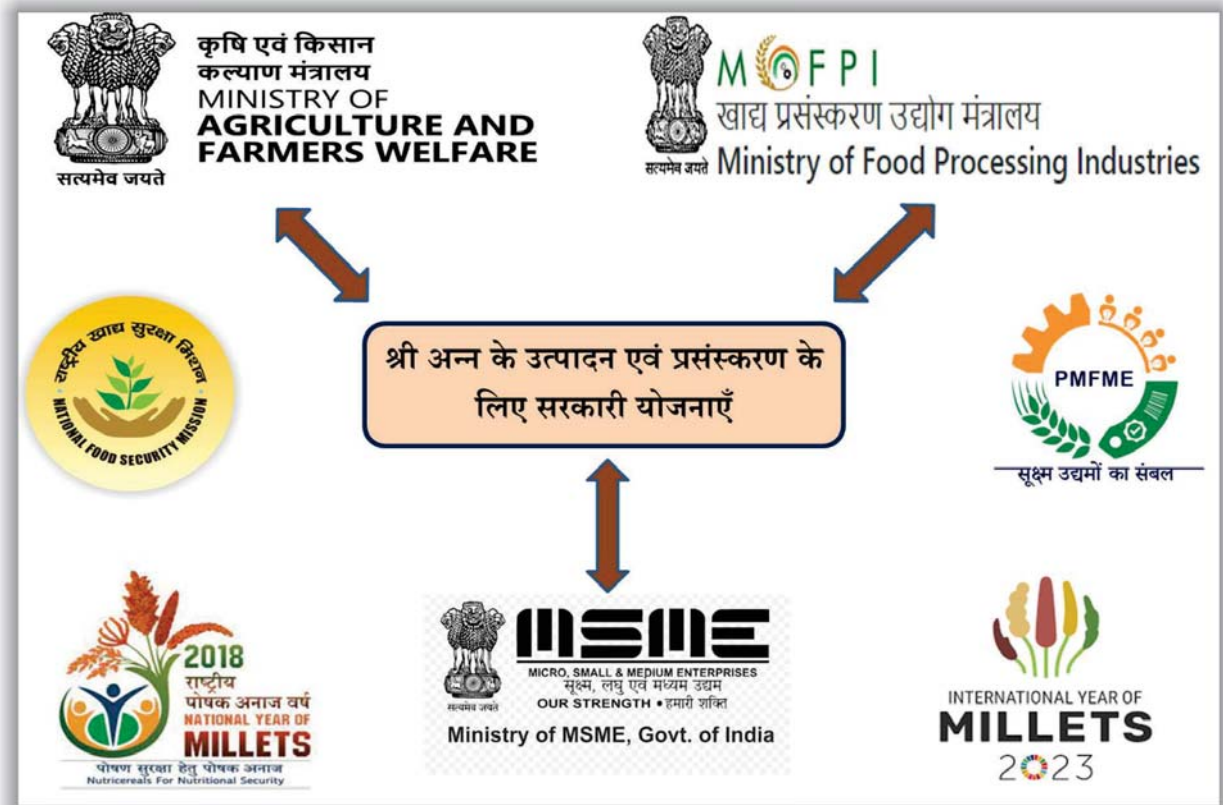 कृषि एवं किसान
कल्याण मंत्रालय
MINISTRY OF
AGRICULTURE AND
FARMERS WELFARE
सत्यमेव जयते
MOFPI
खाद्य प्रसंस्करण उद्योग मंत्रालय
Ministry of Food Processing Industries
सत्यमेव जयते
श्री अन्न के उत्पादन एवं प्रसंस्करण के
लिए सरकारी योजनाएँ
राष्ट्रीय खाद्य सुरक्षा मिशन
NATIONAL FOOD SECURITY MISSION
PMFME
सूक्ष्म उद्यमों का संबल
2018
राष्ट्रीय
पोषक अनाज वर्ष
NATIONAL YEAR OF
MILLETS
पोषण सुरक्षा हेतु पोषक अनाज
Nutricereals For Nutritional Security
सत्यमेव जयते
MSME
MICRO, SMALL & MEDIUM ENTERPRISES
सूक्ष्म, लघु एवं मध्यम उद्यम
OUR STRENGTH • हमारी शक्ति
Ministry of MSME, Govt. of India
INTERNATIONAL YEAR OF
MILLETS
2023